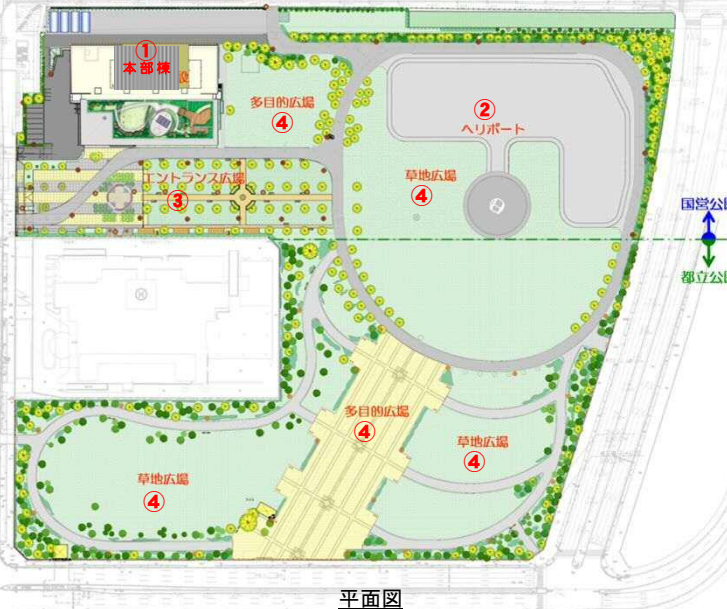 ①
本部棟
多目的広場
④
②
ヘリポート
エントランス広場
③
草地広場
④
国営公園
都立公園
多目的広場
④
草地広場
④
草地広場
④
平面図